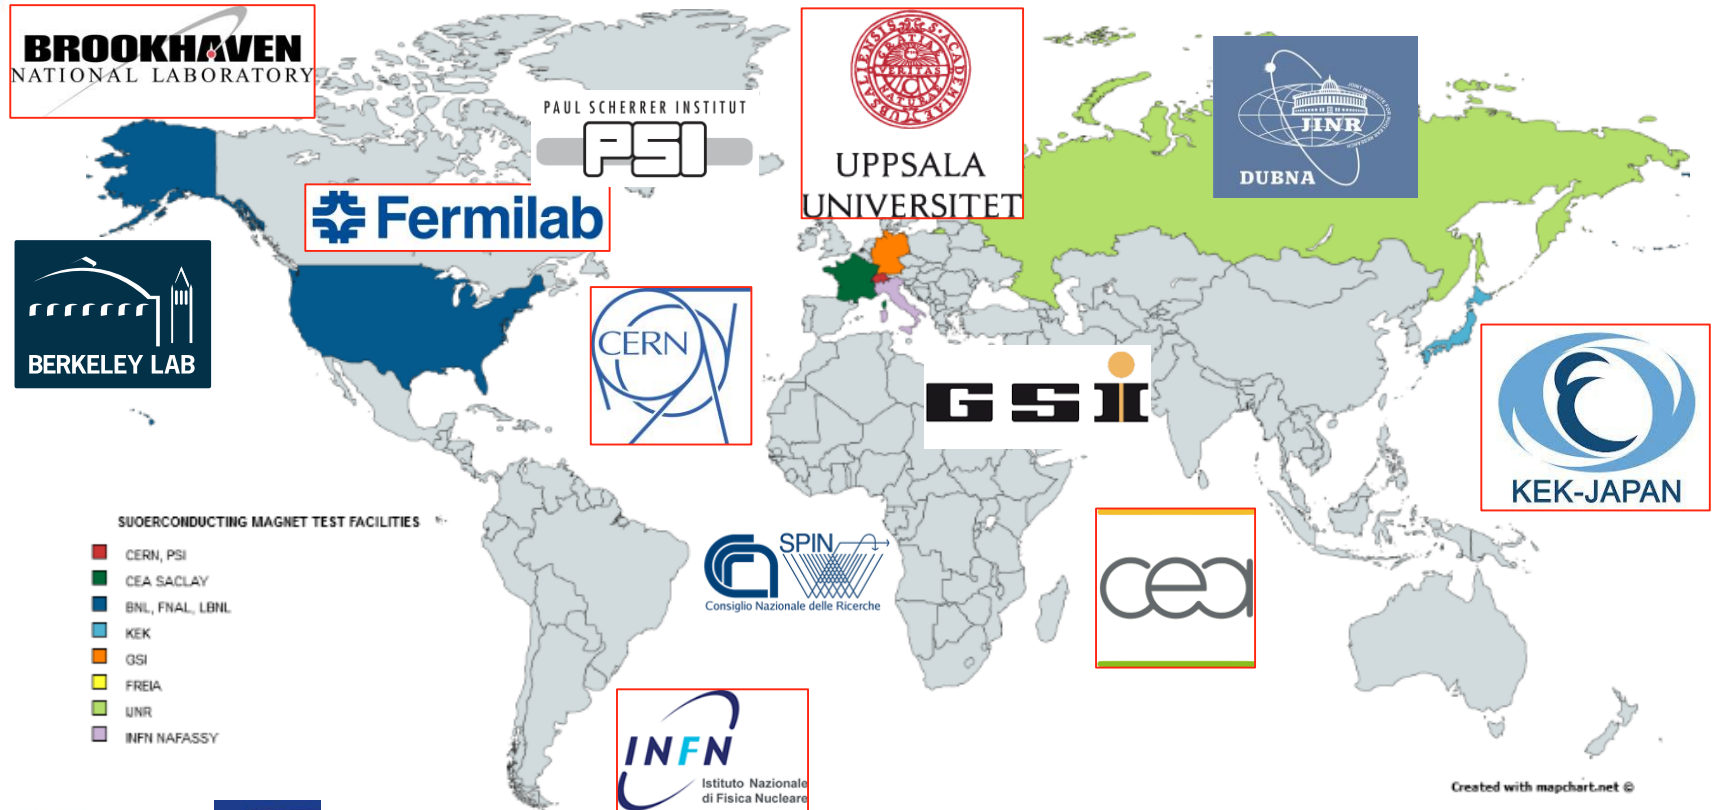 BROOKHAVEN
NATIONAL LABORATORY
PAUL SCHERRER INSTITUT
PSI
UPPSALA
UNIVERSITET
JINR
DUBNA
Fermilab
BERKELEY LAB
CERN
GSI
KEK-JAPAN
SUOERCONDUCTING MAGNET TEST FACILITIES
CERN, PSI
CEA SACLAY
BNL, FNAL, LBNL
KEK
GSI
FREIA
IJNR
INFN NAFASSY
SPIN
Consiglio Nazionale delle Ricerche
cea
INFN
Istituto Nazionale
di Fisica Nucleare
Created with mapchart.net ©